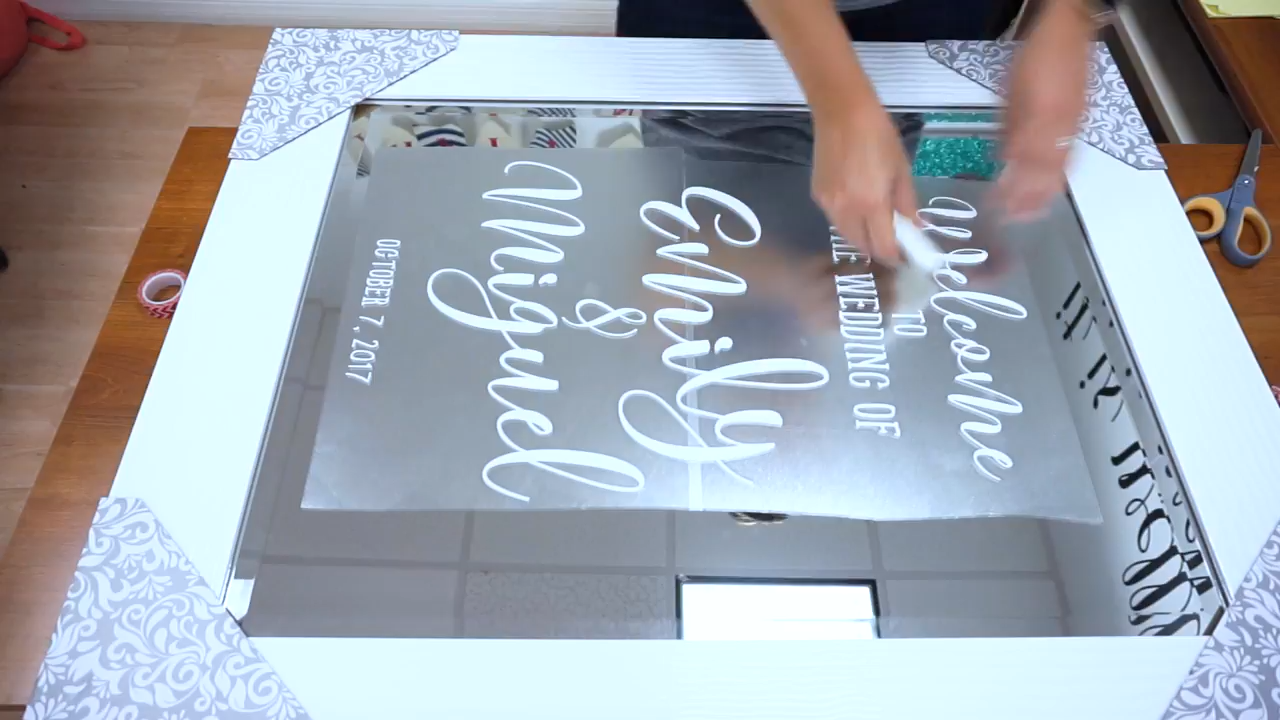 Welcome
TO
THE WEDDING OF
Emily
&
Miguel
OCTOBER 7, 2017